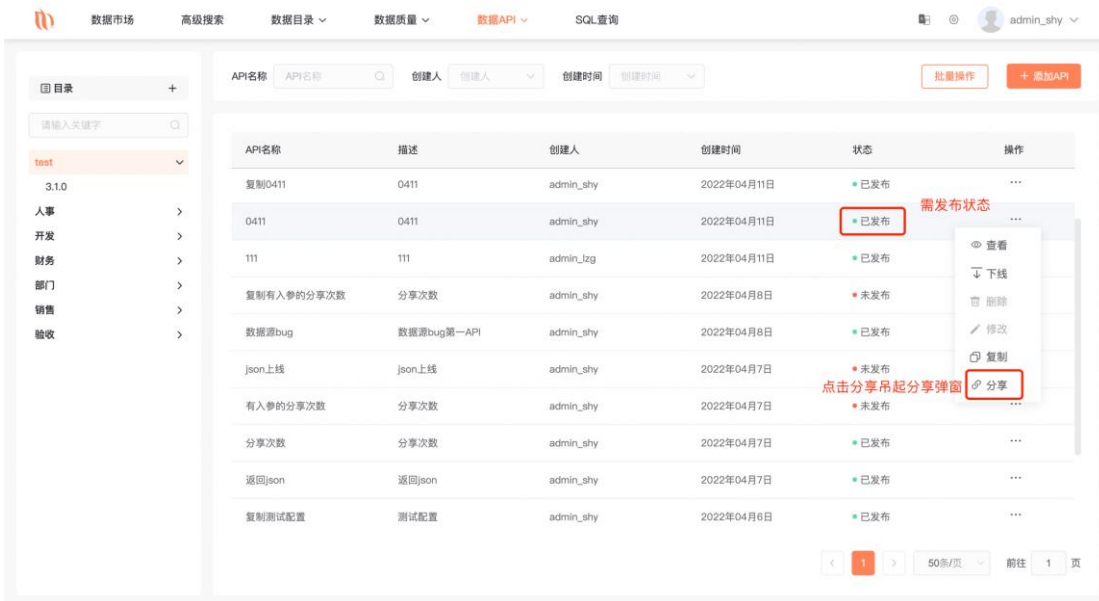 数据市场 高级搜索 数据目录 数据质量 数据API SQL查询 admin_shy
目录 +
请输入关键字
test
3.1.0
人事
开发
财务
部门
销售
验收
API名称 API名称 创建人 创建人 创建时间 创建时间 批量操作 + 添加API
API名称 描述 创建人 创建时间 状态 操作
复制0411 0411 admin_shy 2022年04月11日 已发布 ...
需发布状态
0411 0411 admin_shy 2022年04月11日 已发布 ...
111 111 admin_lzg 2022年04月11日 已发布
复制有入参的分享次数 分享次数 admin_shy 2022年04月8日 未发布
数据源bug 数据源bug第一API admin_shy 2022年04月8日 已发布
json上线 json上线 admin_shy 2022年04月7日 未发布
有入参的分享次数 分享次数 admin_shy 2022年04月7日 未发布 ...
分享次数 分享次数 admin_shy 2022年04月7日 已发布 ...
返回json 返回json admin_shy 2022年04月7日 已发布 ...
复制测试配置 测试配置 admin_shy 2022年04月6日 已发布 ...
查看
下线
删除
修改
复制
点击分享吊起分享弹窗
分享
< 1 > 50条/页 前往 1 页